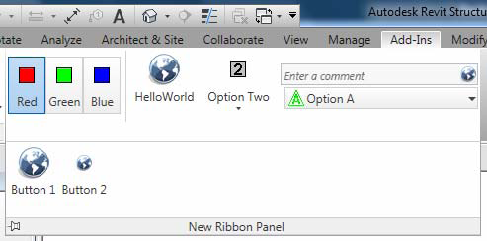 A
Autodesk Revit Structu
otate Analyze Architect & Site Collaborate View Manage Add-Ins Modify
Red Green Blue
HelloWorld
2
Option Two
Enter a comment
A Option A
Button 1 Button 2
New Ribbon Panel